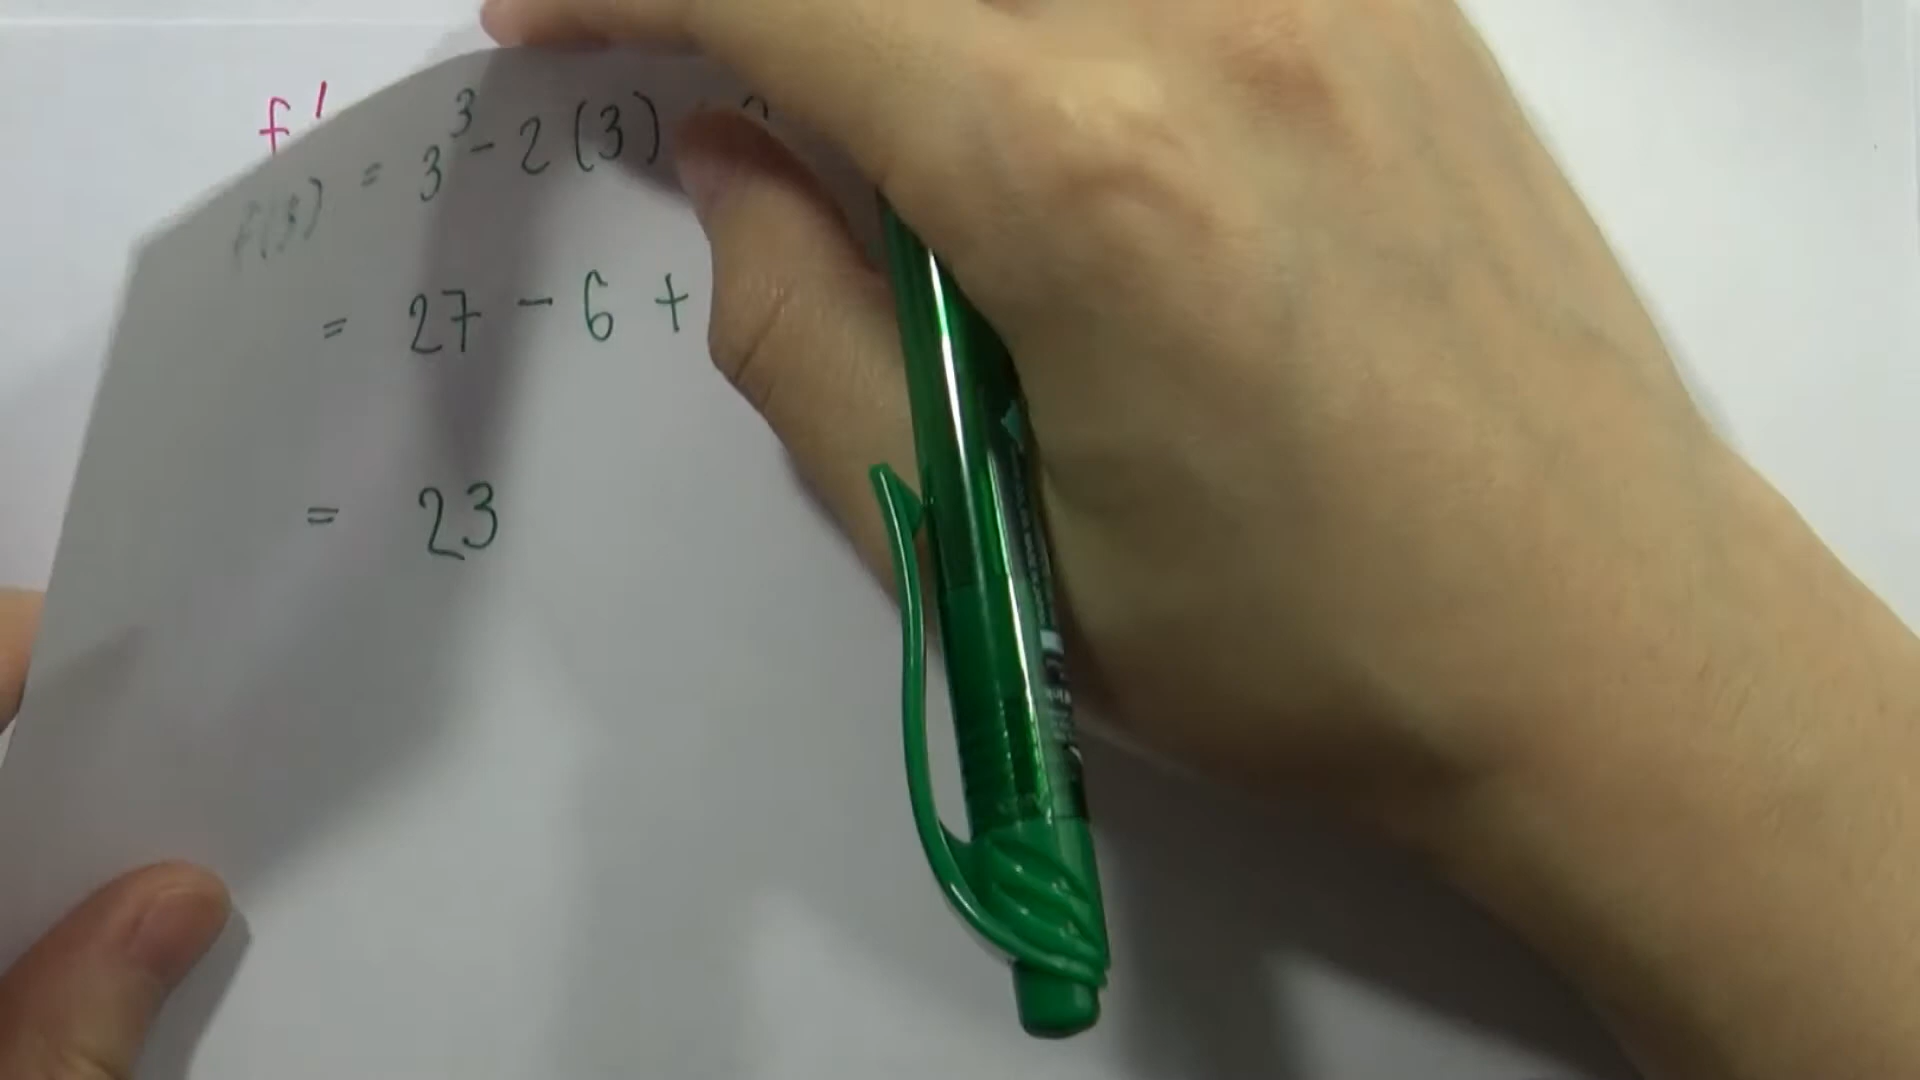 f'
f(3) = 3³ - 2(3)
= 27 - 6 +
= 23